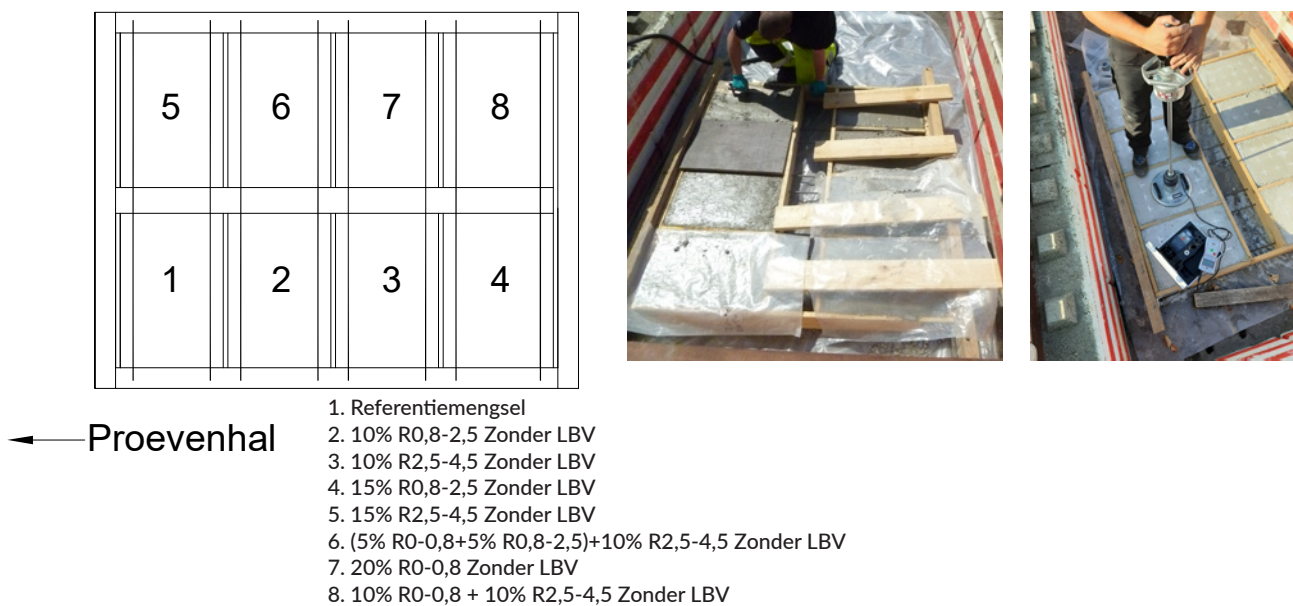 5 6 7 8
1 2 3 4
Proevenhal
1. Referentiemengsel
2. 10% R0,8-2,5 Zonder LBV
3. 10% R2,5-4,5 Zonder LBV
4. 15% R0,8-2,5 Zonder LBV
5. 15% R2,5-4,5 Zonder LBV
6. (5% R0-0,8+5% R0,8-2,5)+10% R2,5-4,5 Zonder LBV
7. 20% R0-0,8 Zonder LBV
8. 10% R0-0,8 + 10% R2,5-4,5 Zonder LBV